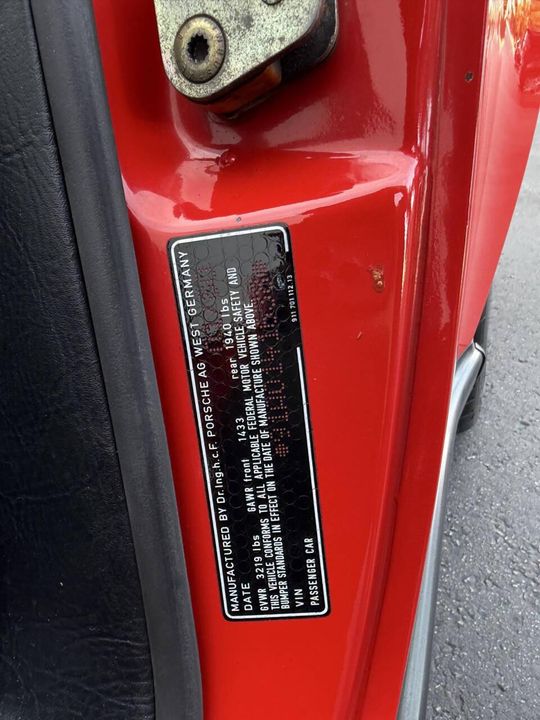 MANUFACTURED BY Dr.Ing.h.c.F. PORSCHE AG WEST GERMANY
DATE
GVWR 3219 lbs GAWR front 1433 rear 1940 lbs
THIS VEHICLE CONFORMS TO ALL APPLICABLE FEDERAL MOTOR VEHICLE SAFETY AND
BUMPER STANDARDS IN EFFECT ON THE DATE OF MANUFACTURE SHOWN ABOVE.
VIN
PASSENGER CAR
911 701 112 13